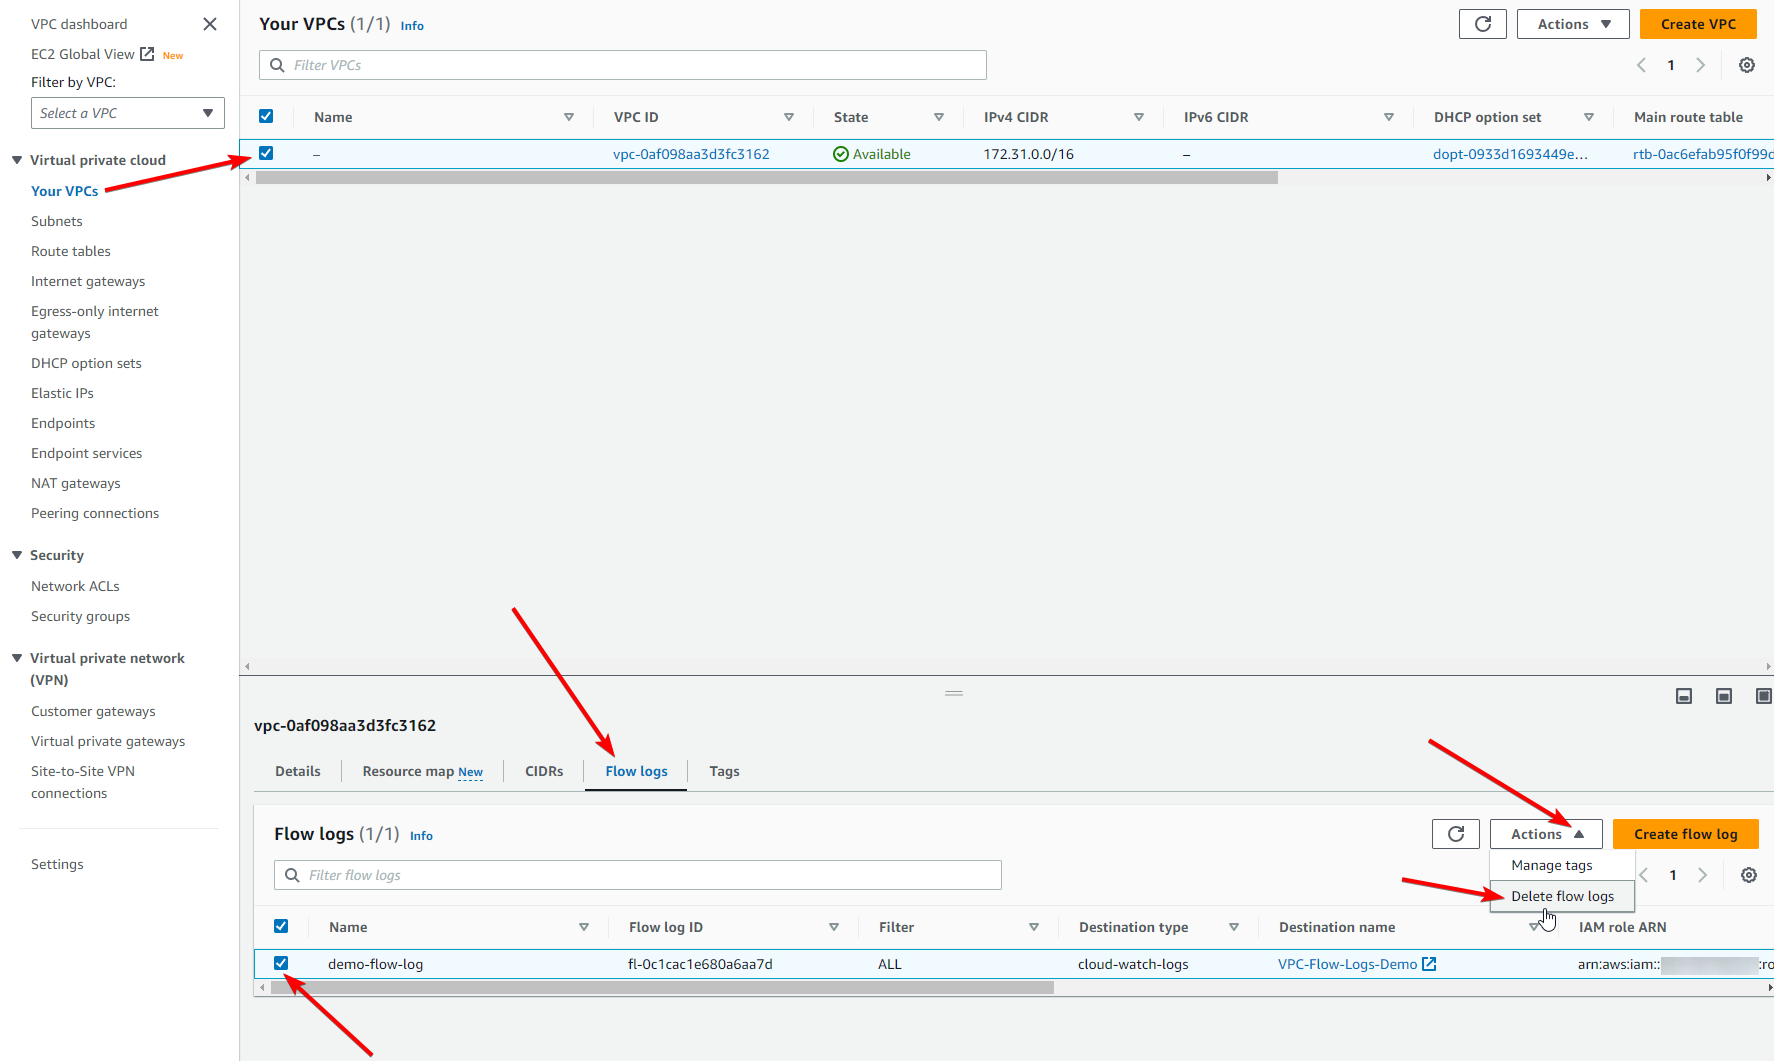 VPC dashboard
EC2 Global View New
Filter by VPC:
Select a VPC
Virtual private cloud
Your VPCs
Subnets
Route tables
Internet gateways
Egress-only internet
gateways
DHCP option sets
Elastic IPs
Endpoints
Endpoint services
NAT gateways
Peering connections
Security
Network ACLs
Security groups
Virtual private network
(VPN)
Customer gateways
Virtual private gateways
Site-to-Site VPN
connections
Settings
Your VPCs (1/1) Info
Actions
Create VPC
Filter VPCs
1
Name VPC ID State IPv4 CIDR IPv6 CIDR DHCP option set Main route table
– vpc-0af098aa3d3fc3162 Available 172.31.0.0/16 – dopt-0933d1693449e... rtb-0ac6efab95f0f99d
vpc-0af098aa3d3fc3162
Details Resource map New CIDRs Flow logs Tags
Flow logs (1/1) Info
Actions
Create flow log
Manage tags
Delete flow logs
Filter flow logs
1
Name Flow log ID Filter Destination type Destination name IAM role ARN
demo-flow-log fl-0c1cac1e680a6aa7d ALL cloud-watch-logs VPC-Flow-Logs-Demo arn:aws:iam:: :ro